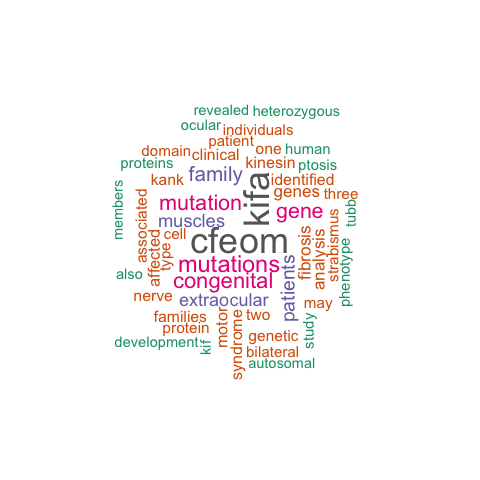 revealed heterozygous
ocular individuals
patient
domain clinical one human
proteins kinesin ptosis
kank family identified
members associated mutation kifa genes three
muscles gene tubb
affected type cell cfeom fibrosis analysis strabismus
also mutations phenotype
nerve congenital patients
extraocular may
families motor two
protein genetic study
development kif syndrome bilateral
autosomal